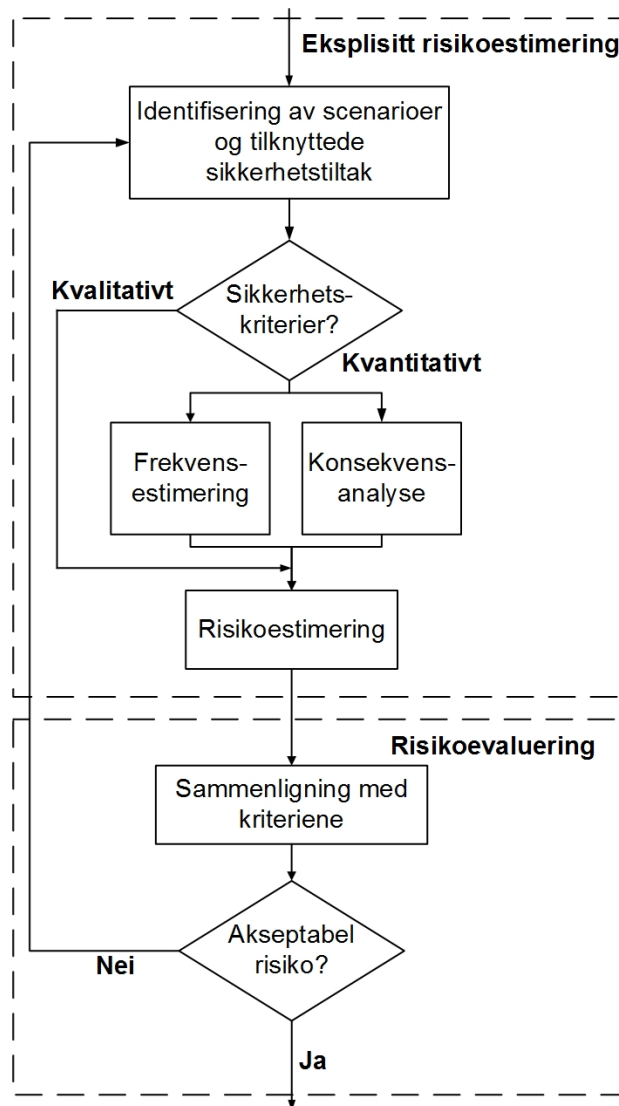 Eksplisitt risikoestimering
Identifisering av scenarioer
og tilknyttede
sikkerhetstiltak
Kvalitativt
Sikkerhets-
kriterier?
Kvantitativt
Frekvens-
estimering
Konsekvens-
analyse
Risikoestimering
Risikoevaluering
Sammenligning med
kriteriene
Akseptabel
risiko?
Nei
Ja